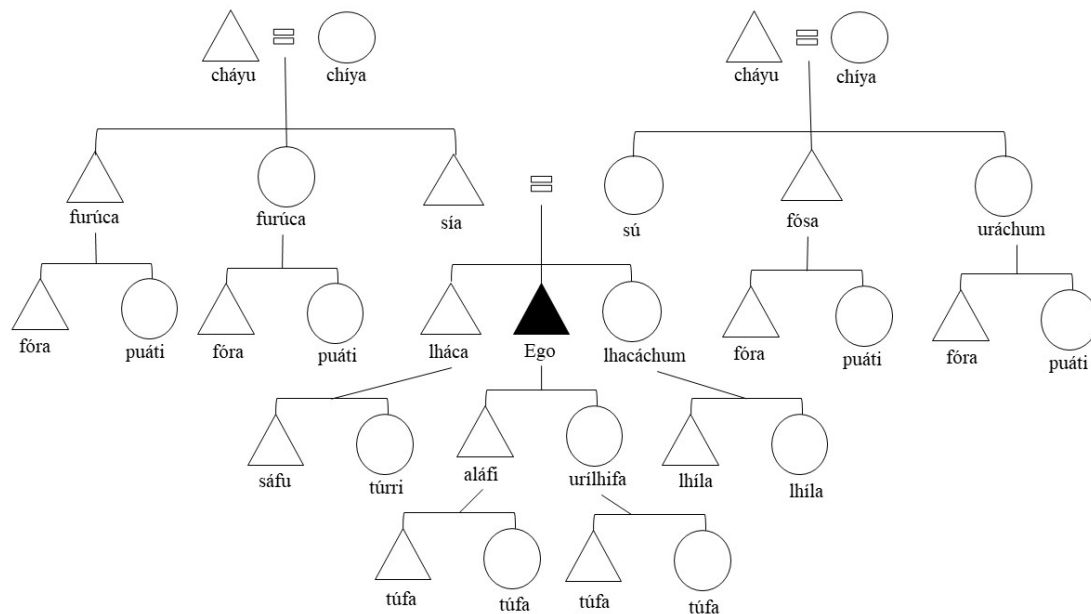 cháyu chíya cháyu chíya
furúca furúca sía sú fósa uráchum
fóra puáti fóra puáti lháca Ego lhacáchum fóra puáti fóra puáti
sáfu túrri aláfi urílhifa lhíla lhíla
túfa túfa túfa túfa